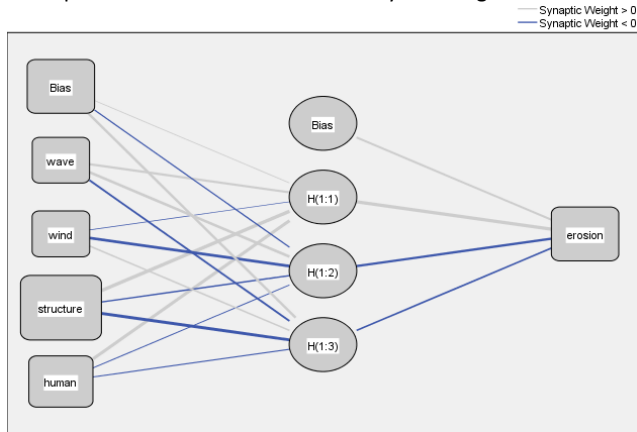 Synaptic Weight > 0
Synaptic Weight < 0
Bias
Bias
wave
H(1:1)
wind
erosion
H(1:2)
structure
H(1:3)
human